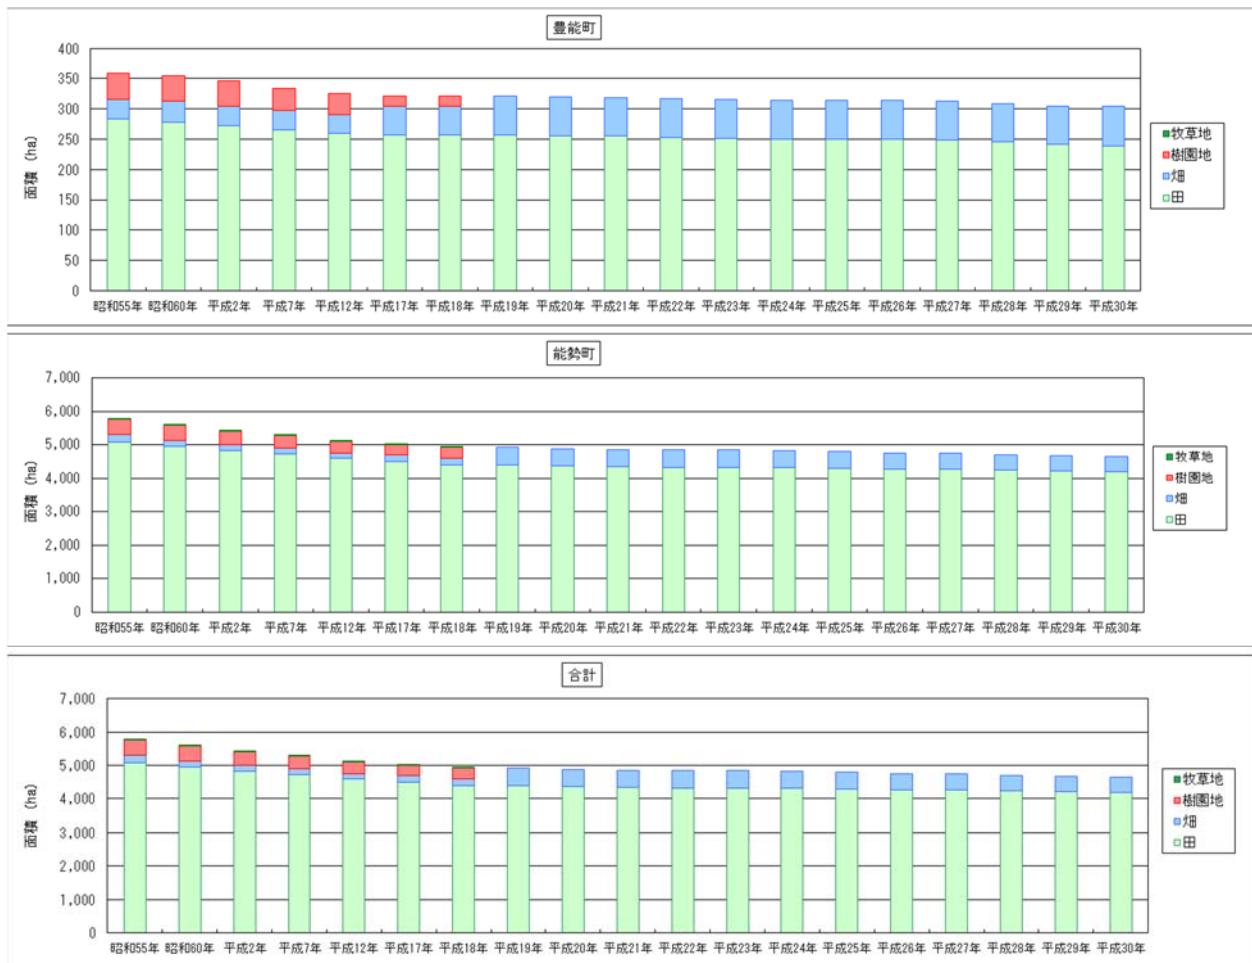 豊能町
400
350
300
250
200
150
100
50
0
面積 (ha)
昭和55年 昭和60年 平成2年 平成7年 平成12年 平成17年 平成18年 平成19年 平成20年 平成21年 平成22年 平成23年 平成24年 平成25年 平成26年 平成27年 平成28年 平成29年 平成30年
牧草地
樹園地
畑
田
能勢町
7,000
6,000
5,000
4,000
3,000
2,000
1,000
0
面積 (ha)
昭和55年 昭和60年 平成2年 平成7年 平成12年 平成17年 平成18年 平成19年 平成20年 平成21年 平成22年 平成23年 平成24年 平成25年 平成26年 平成27年 平成28年 平成29年 平成30年
牧草地
樹園地
畑
田
合計
7,000
6,000
5,000
4,000
3,000
2,000
1,000
0
面積 (ha)
昭和55年 昭和60年 平成2年 平成7年 平成12年 平成17年 平成18年 平成19年 平成20年 平成21年 平成22年 平成23年 平成24年 平成25年 平成26年 平成27年 平成28年 平成29年 平成30年
牧草地
樹園地
畑
田